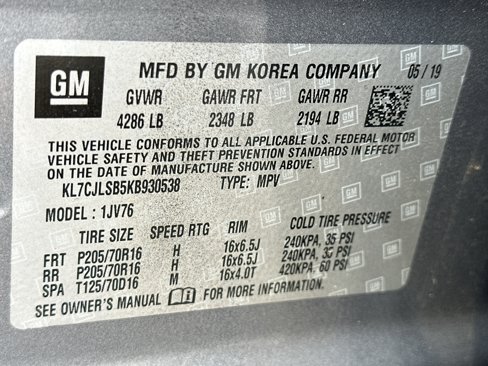 GM MFD BY GM KOREA COMPANY 05/19
GVWR GAWR FRT GAWR RR
4286 LB 2348 LB 2194 LB
THIS VEHICLE CONFORMS TO ALL APPLICABLE U.S. FEDERAL MOTOR
VEHICLE SAFETY AND THEFT PREVENTION STANDARDS IN EFFECT
ON THE DATE OF MANUFACTURE SHOWN ABOVE.
KL7CJLSB5KB930538 TYPE: MPV
MODEL : 1JV76
TIRE SIZE SPEED RTG RIM COLD TIRE PRESSURE
FRT P205/70R16 H 16x6.5J 240KPA, 35 PSI
RR P205/70R16 H 16x6.5J 240KPA, 35 PSI
SPA T125/70D16 M 16x4.0T 420KPA, 60 PSI
SEE OWNER'S MANUAL FOR MORE INFORMATION.